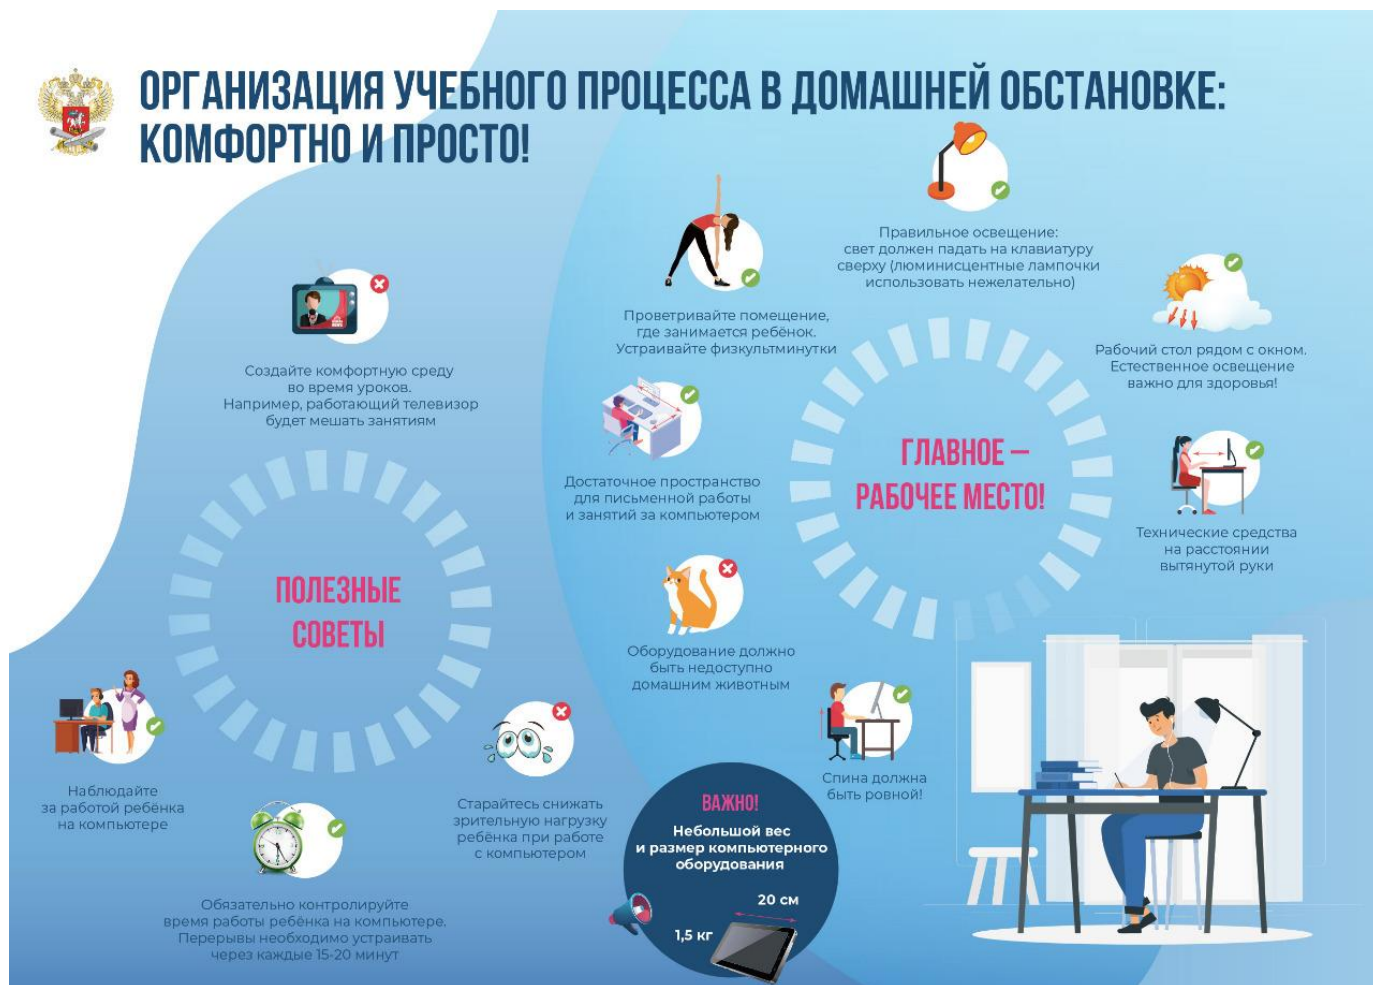 ОРГАНИЗАЦИЯ УЧЕБНОГО ПРОЦЕССА В ДОМАШНЕЙ ОБСТАНОВКЕ:
КОМФОРТНО И ПРОСТО!
Правильное освещение:
свет должен падать на клавиатуру
сверху (люминисцентные лампочки
использовать нежелательно)
Проветривайте помещение,
где занимается ребёнок.
Устраивайте физкультминутки
Рабочий стол рядом с окном.
Естественное освещение
важно для здоровья!
Создайте комфортную среду
во время уроков.
Например, работающий телевизор
будет мешать занятиям
Достаточное пространство
для письменной работы
и занятий за компьютером
ГЛАВНОЕ –
РАБОЧЕЕ МЕСТО!
Технические средства
на расстоянии
вытянутой руки
ПОЛЕЗНЫЕ
СОВЕТЫ
Оборудование должно
быть недоступно
домашним животным
Спина должна
быть ровной!
Наблюдайте
за работой ребёнка
на компьютере
Старайтесь снижать
зрительную нагрузку
ребёнка при работе
с компьютером
Обязательно контролируйте
время работы ребёнка на компьютере.
Перерывы необходимо устраивать
через каждые 15-20 минут
ВАЖНО!
Небольшой вес
и размер компьютерного
оборудования
20 см
1,5 кг